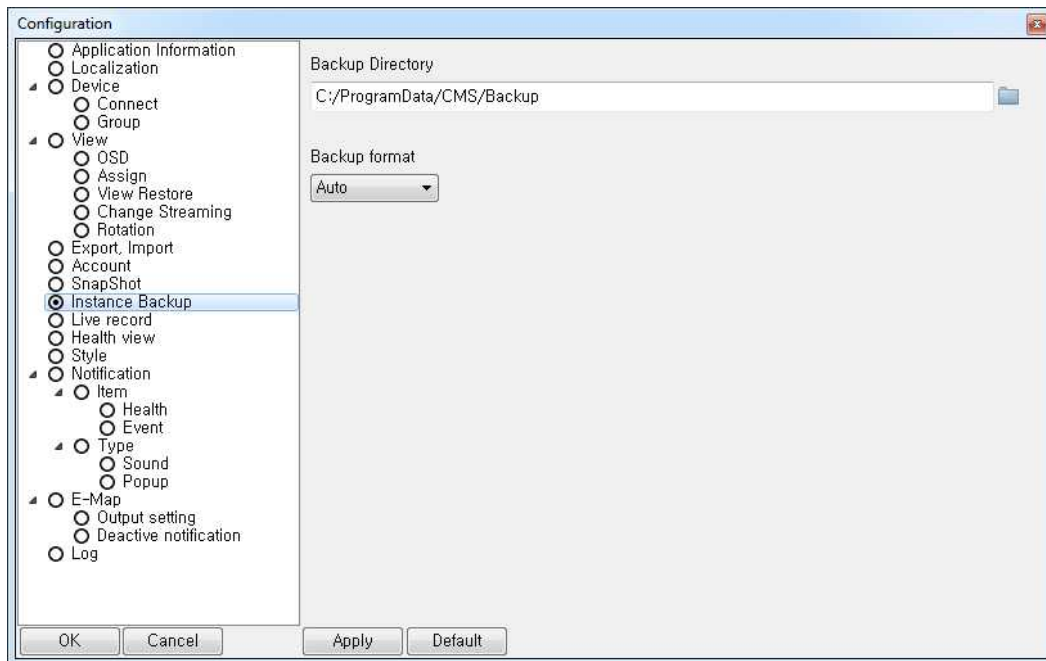 Configuration
Application Information
Localization
Device
Connect
Group
View
OSD
Assign
View Restore
Change Streaming
Rotation
Export, Import
Account
SnapShot
Instance Backup
Live record
Health view
Style
Notification
Item
Health
Event
Type
Sound
Popup
E-Map
Output setting
Deactive notification
Log
Backup Directory
C:/ProgramData/CMS/Backup
Backup format
Auto
OK
Cancel
Apply
Default